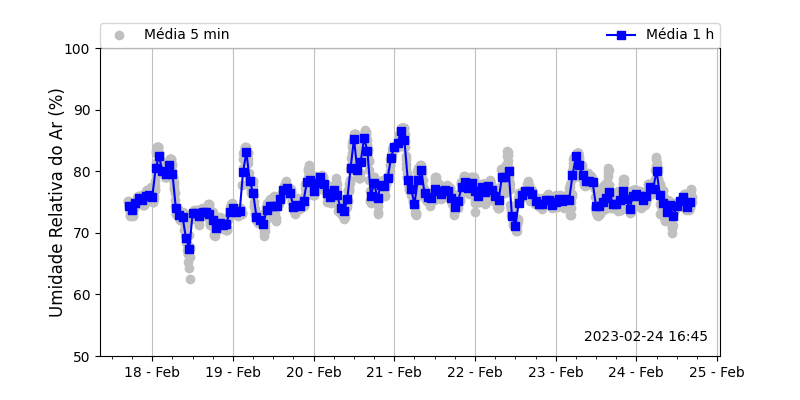 Média 5 min
Média 1 h
Umidade Relativa do Ar (%)
100
90
80
70
60
50
2023-02-24 16:45
18 - Feb
19 - Feb
20 - Feb
21 - Feb
22 - Feb
23 - Feb
24 - Feb
25 - Feb